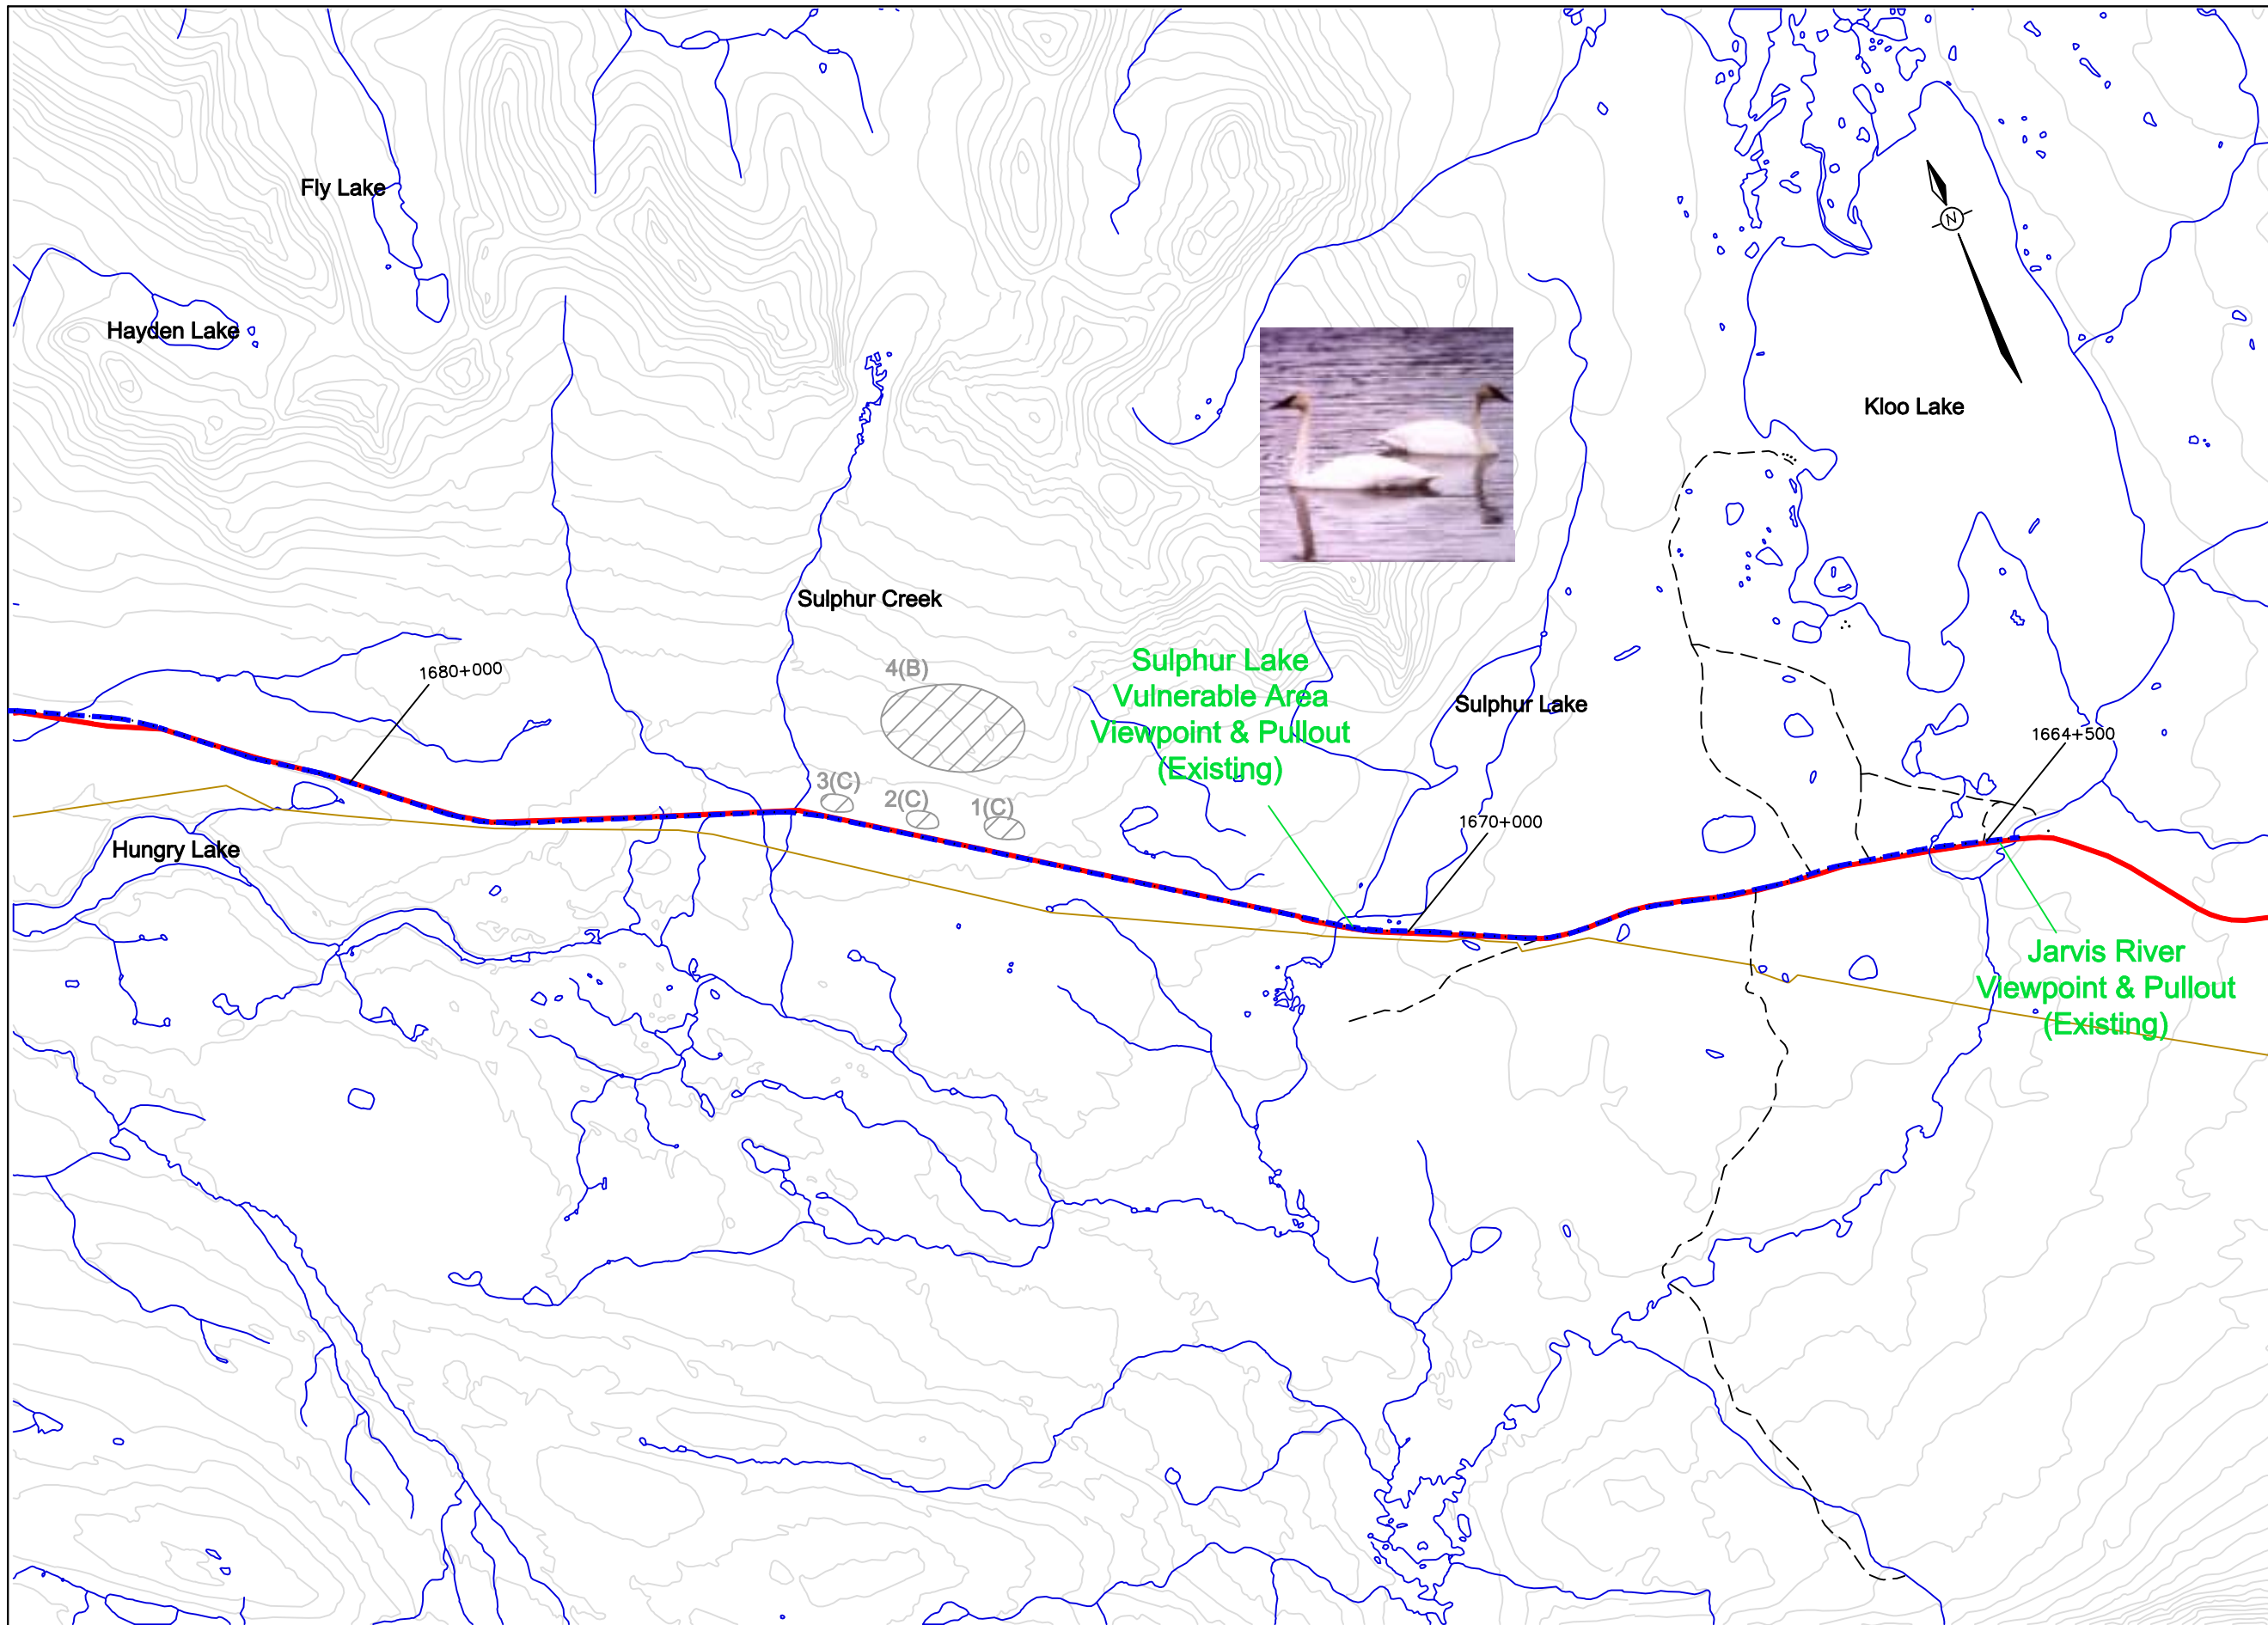 Fly Lake
N
Hayden Lake
Kloo Lake
Sulphur Creek
4(B)
1680+000
Sulphur Lake
Vulnerable Area
Viewpoint & Pullout
(Existing)
Sulphur Lake
1664+500
3(C)
2(C)
1(C)
1670+000
Hungry Lake
Jarvis River
Viewpoint & Pullout
(Existing)